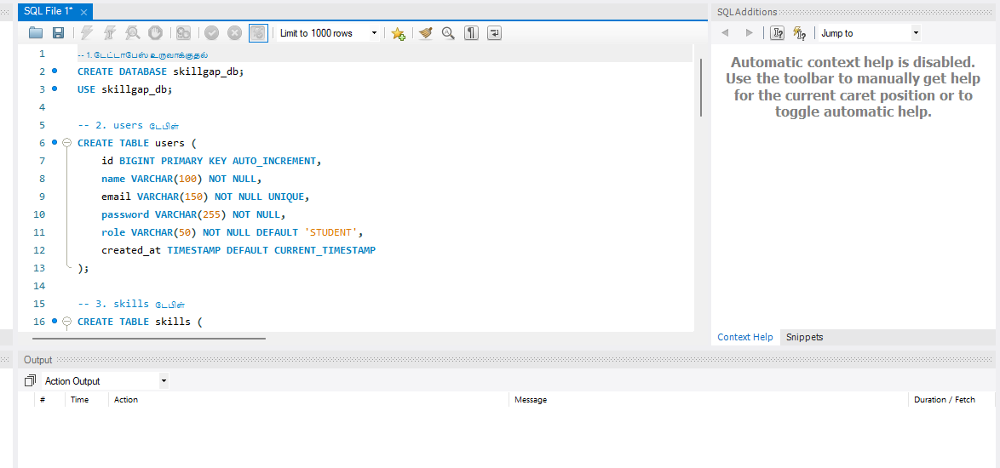 SQL File 1*
SQLAdditions
Limit to 1000 rows
Jump to
1 -- 1. டேட்டாபேஸ் உருவாக்குதல்
2 CREATE DATABASE skillgap_db;
3 USE skillgap_db;
4
5 -- 2. users டேபிள்
6 CREATE TABLE users (
7 id BIGINT PRIMARY KEY AUTO_INCREMENT,
8 name VARCHAR(100) NOT NULL,
9 email VARCHAR(150) NOT NULL UNIQUE,
10 password VARCHAR(255) NOT NULL,
11 role VARCHAR(50) NOT NULL DEFAULT 'STUDENT',
12 created_at TIMESTAMP DEFAULT CURRENT_TIMESTAMP
13 );
14
15 -- 3. skills டேபிள்
16 CREATE TABLE skills (
Automatic context help is disabled.
Use the toolbar to manually get help
for the current caret position or to
toggle automatic help.
Context Help Snippets
Output
Action Output
# Time Action Message Duration / Fetch